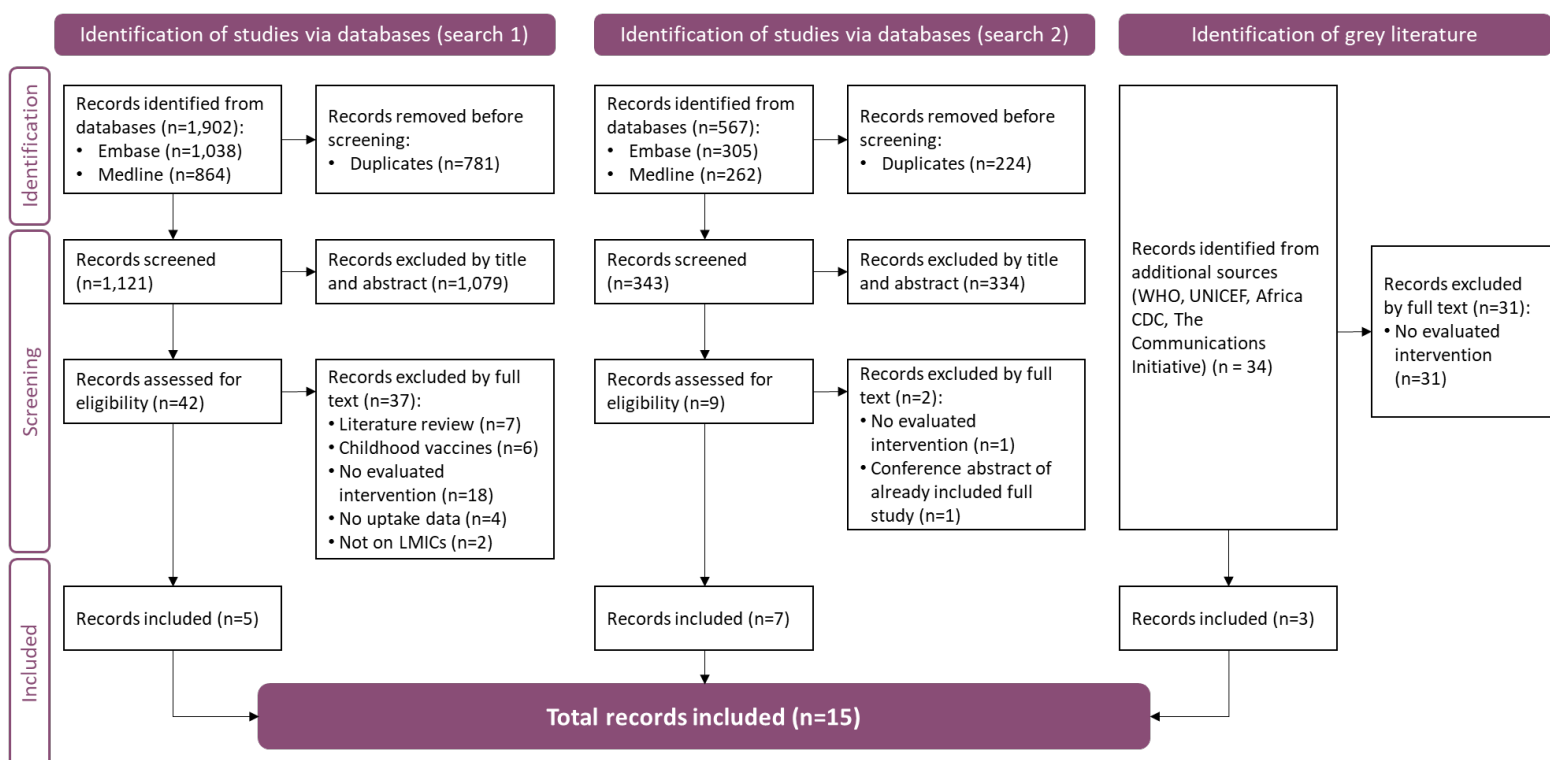 Identification of studies via databases (search 1)
Identification of studies via databases (search 2)
Identification of grey literature
Identification
Records identified from
databases (n=1,902):
• Embase (n=1,038)
• Medline (n=864)
Records removed before
screening:
• Duplicates (n=781)
Records identified from
databases (n=567):
• Embase (n=305)
• Medline (n=262)
Records removed before
screening:
• Duplicates (n=224)
Screening
Records screened
(n=1,121)
Records excluded by title
and abstract (n=1,079)
Records screened
(n=343)
Records excluded by title
and abstract (n=334)
Records identified from
additional sources
(WHO, UNICEF, Africa
CDC, The
Communications
Initiative) (n = 34)
Records excluded
by full text (n=31):
• No evaluated
intervention
(n=31)
Records assessed for
eligibility (n=42)
Records excluded by full
text (n=37):
• Literature review (n=7)
• Childhood vaccines (n=6)
• No evaluated
intervention (n=18)
• No uptake data (n=4)
• Not on LMICs (n=2)
Records assessed for
eligibility (n=9)
Records excluded by full
text (n=2):
• No evaluated
intervention (n=1)
• Conference abstract of
already included full
study (n=1)
Included
Records included (n=5)
Records included (n=7)
Records included (n=3)
Total records included (n=15)